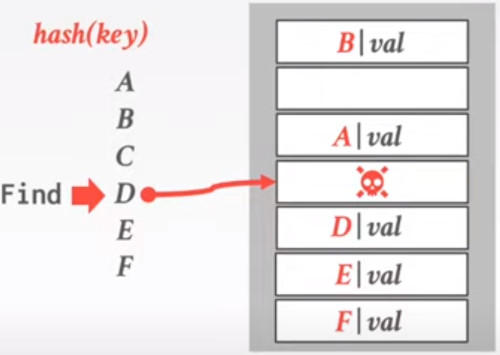 hash(key)
A
B
C
Find D
E
F
B|val
A|val
D|val
E|val
F|val